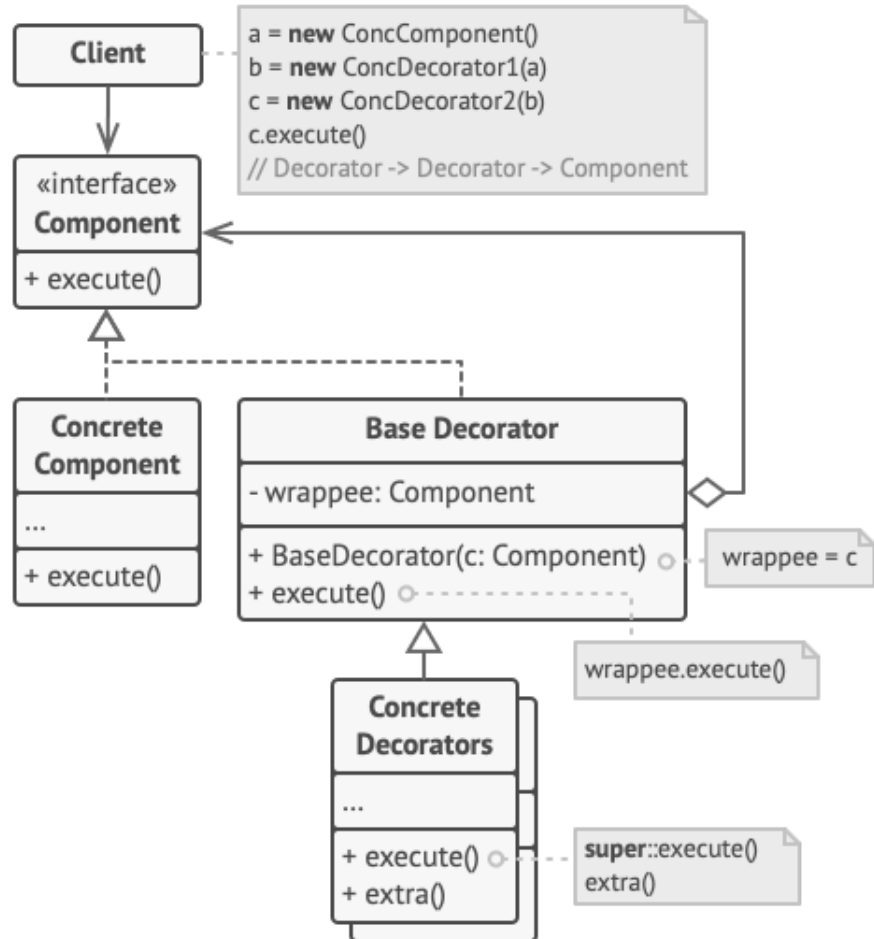 Client
a = new ConcComponent()
b = new ConcDecorator1(a)
c = new ConcDecorator2(b)
c.execute()
// Decorator -> Decorator -> Component
«interface»
Component
+ execute()
Concrete
Component
...
+ execute()
Base Decorator
- wrappee: Component
+ BaseDecorator(c: Component)
+ execute()
wrappee = c
wrappee.execute()
Concrete
Decorators
...
+ execute()
+ extra()
super::execute()
extra()